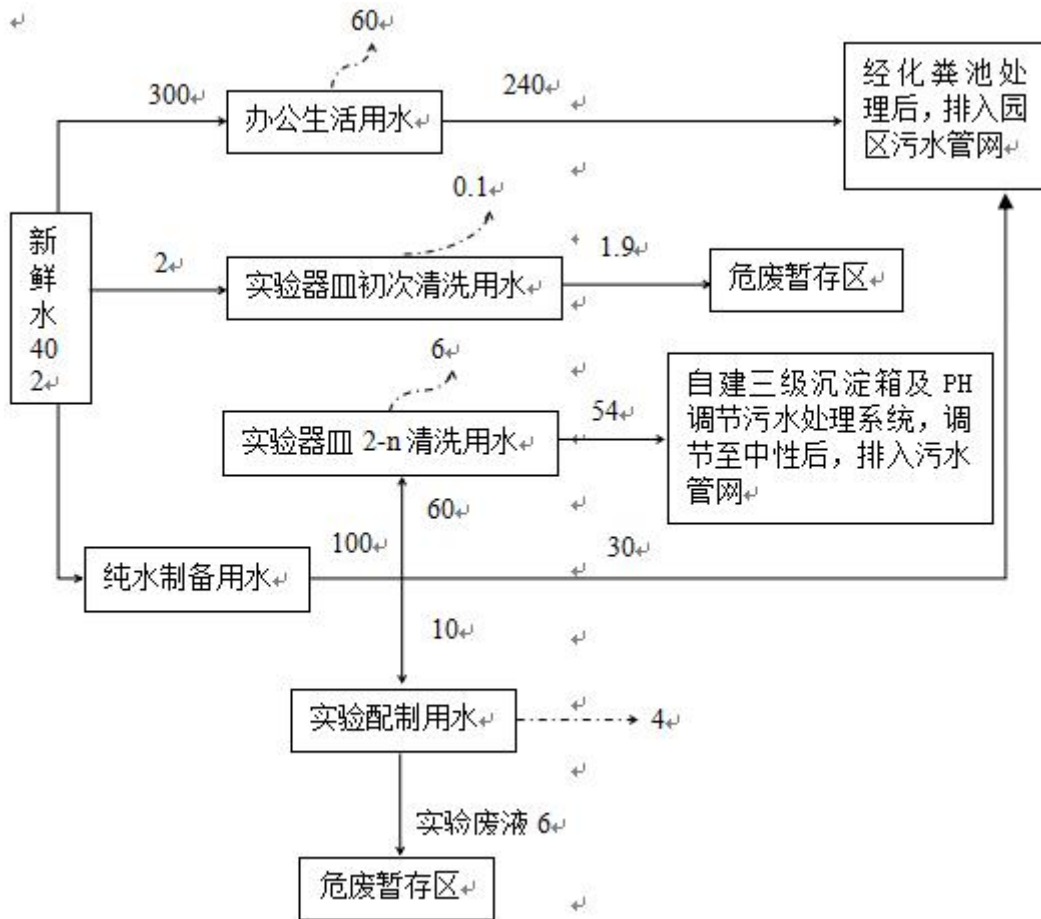 60
300
办公生活用水
240
经化粪池处
理后，排入园
区污水管网
0.1
新
鲜
水
40
2
2
实验器皿初次清洗用水
1.9
危废暂存区
6
实验器皿 2-n 清洗用水
54
自建三级沉淀箱及 PH
调节污水处理系统，调
节至中性后，排入污水
管网
60
100
30
纯水制备用水
10
实验配制用水
4
实验废液 6
危废暂存区